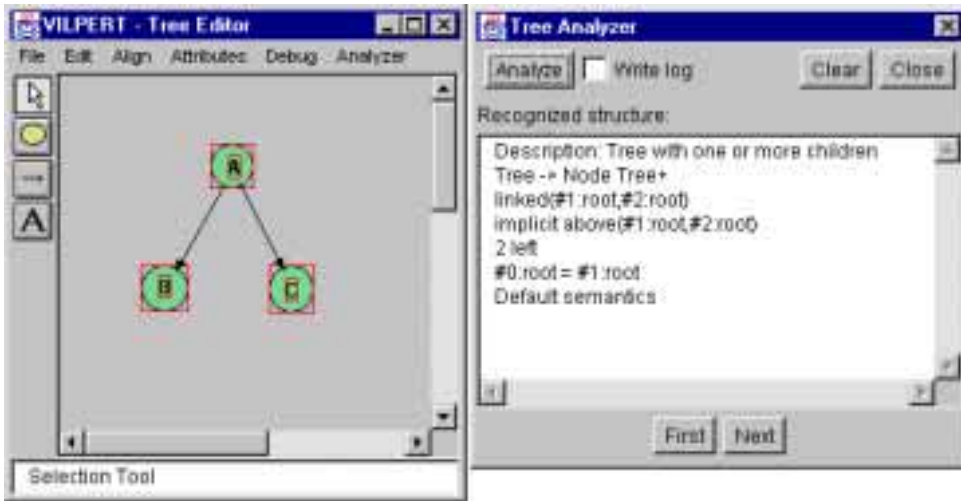 VILPERT - Tree Editor
File Edit Align Attributes Debug Analyzer
A
A
B
C
Selection Tool
Tree Analyzer
Analyze Write log Clear Close
Recognized structure:
Description: Tree with one or more children
Tree -> Node Tree+
linked(#1:root,#2:root)
implicit above(#1:root,#2:root)
2 left
#0:root = #1:root
Default semantics
First Next